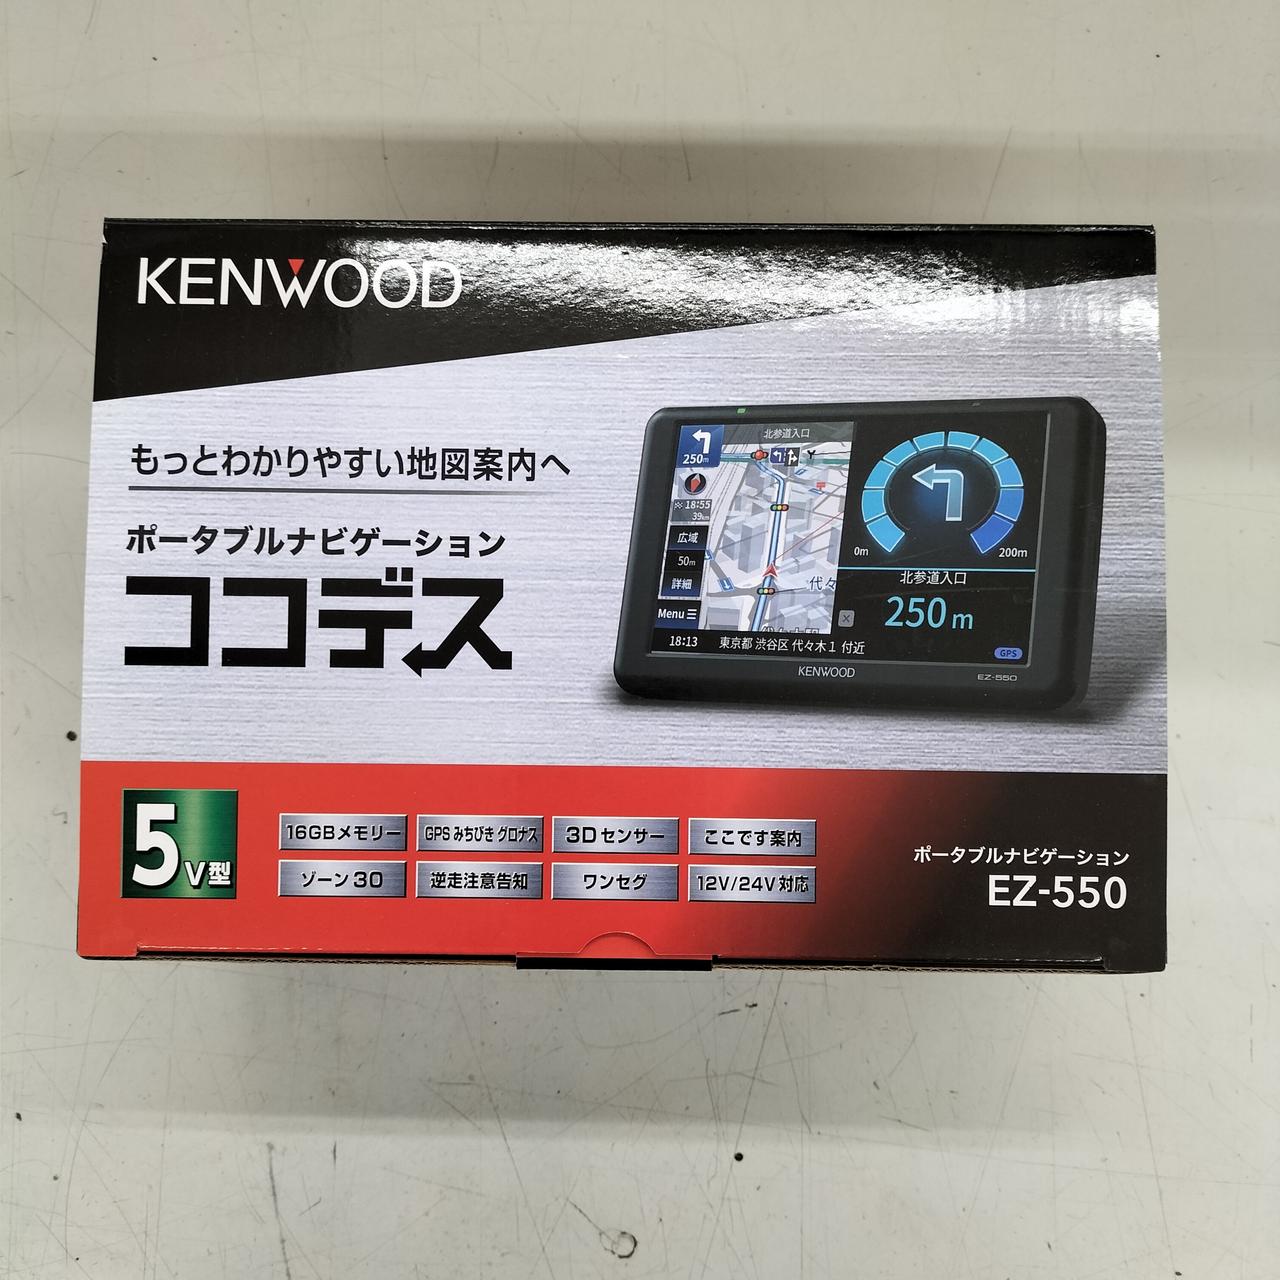 KENWOOD
もっとわかりやすい地図案内へ
ポータブルナビゲーション
ココデス
250m
北参道入口
18:55
39km
広域
50m
詳細
Menu
代々
18:13 東京都 渋谷区 代々木1 付近
0m 200m
北参道入口
250m
GPS
KENWOOD
EZ-550
5V型
16GBメモリー GPS みちびき グロナス 3Dセンサー ここです案内
ゾーン30 逆走注意告知 ワンセグ 12V/24V対応
ポータブルナビゲーション
EZ-550